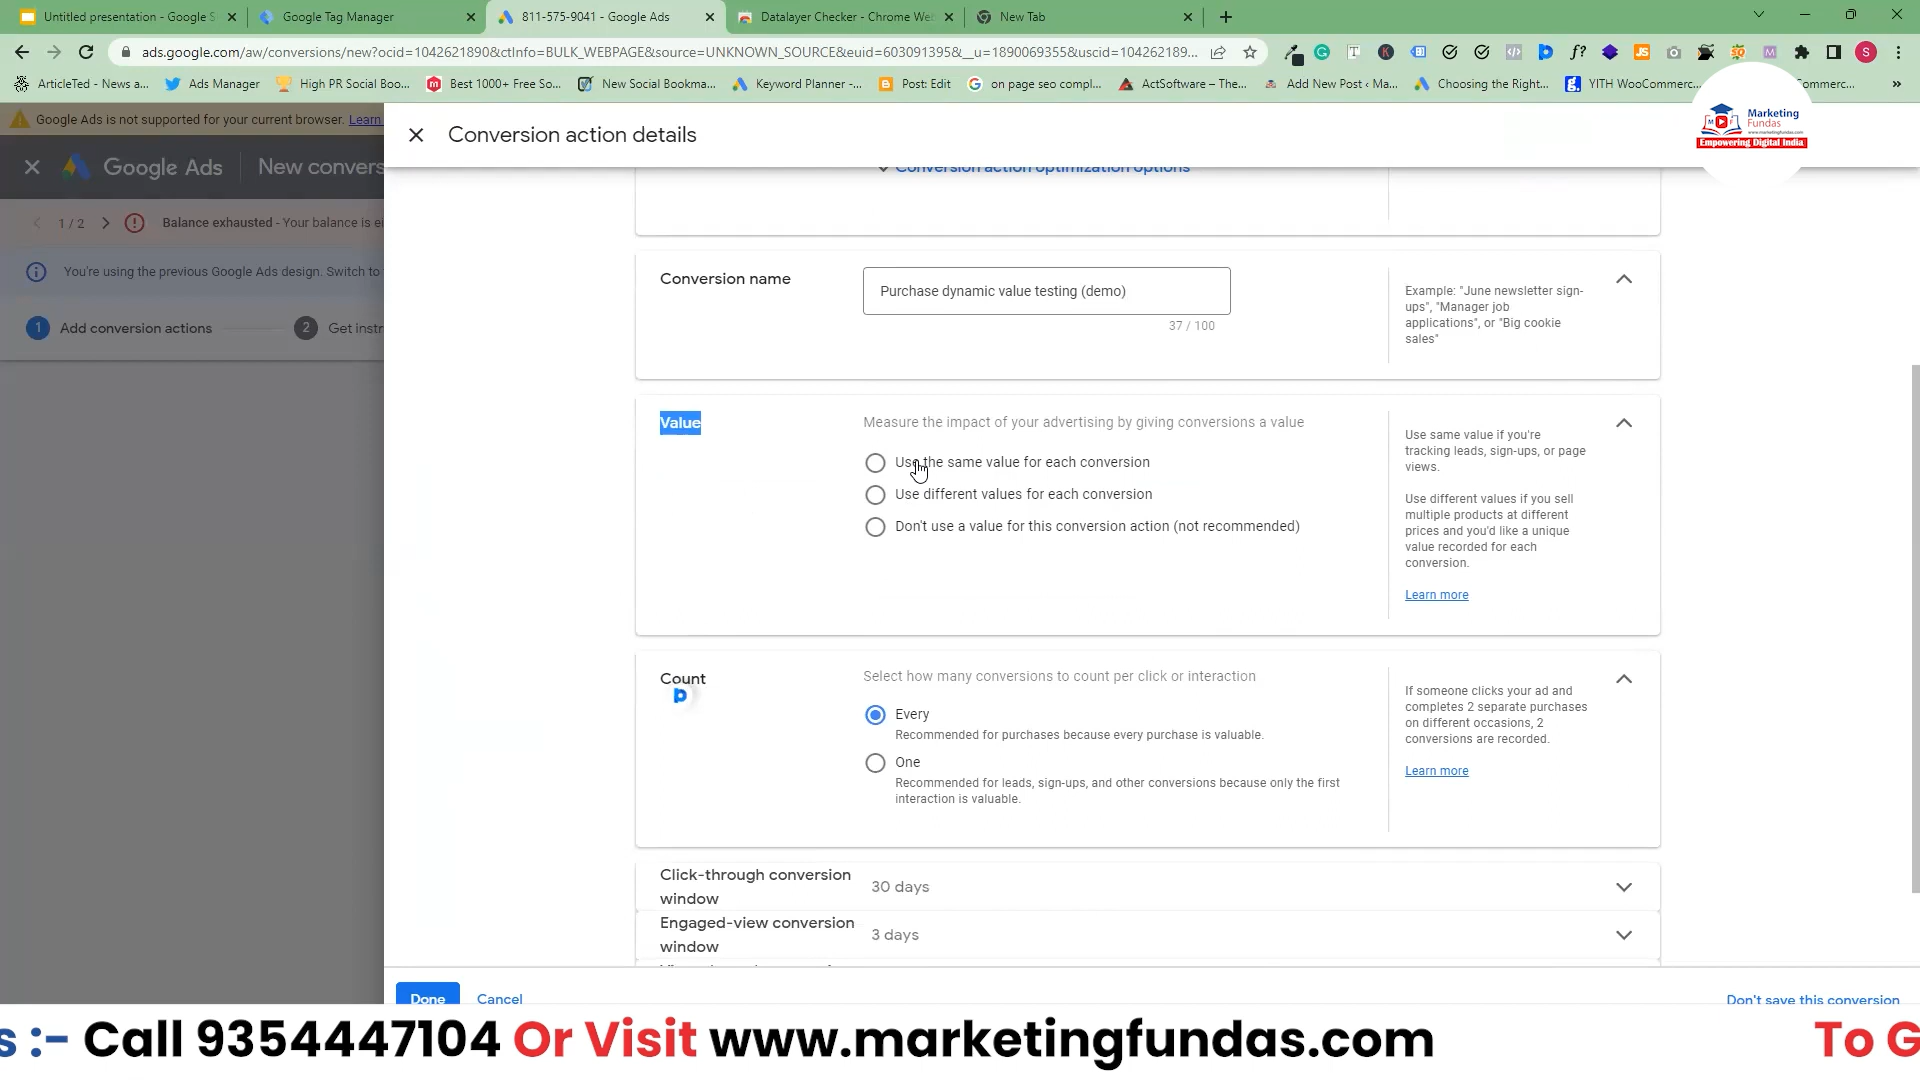 Untitled presentation - Google S
Google Tag Manager
811-575-9041 - Google Ads
Datalayer Checker - Chrome Web
New Tab
ads.google.com/aw/conversions/new?ocid=1042621890&ctInfo=BULK_WEBPAGE&source=UNKNOWN_SOURCE&euid=603091395&__u=1890069355&uscid=104262189...
ArticleTed - News a...
Ads Manager
High PR Social Boo...
Best 1000+ Free So...
New Social Bookma...
Keyword Planner -...
Post: Edit
on page seo compl...
ActSoftware – The...
Add New Post ‹ Ma...
Choosing the Right...
YITH WooCommerc...
ommerc...
Google Ads is not supported for your current browser. Learn
Conversion action details
Marketing
Fundas
www.marketingfundas.com
Empowering Digital India
Google Ads
New convers
Conversion action optimization options
1 / 2
Balance exhausted - Your balance is ei
You're using the previous Google Ads design. Switch to
1 Add conversion actions
2 Get instr
Conversion name
Purchase dynamic value testing (demo)
37 / 100
Example: "June newsletter sign-
ups", "Manager job
applications", or "Big cookie
sales"
Value
Measure the impact of your advertising by giving conversions a value
Use the same value for each conversion
Use different values for each conversion
Don't use a value for this conversion action (not recommended)
Use same value if you're
tracking leads, sign-ups, or page
views.
Use different values if you sell
multiple products at different
prices and you'd like a unique
value recorded for each
conversion.
Learn more
Count
Select how many conversions to count per click or interaction
Every
Recommended for purchases because every purchase is valuable.
One
Recommended for leads, sign-ups, and other conversions because only the first
interaction is valuable.
If someone clicks your ad and
completes 2 separate purchases
on different occasions, 2
conversions are recorded.
Learn more
Click-through conversion
window
30 days
Engaged-view conversion
window
3 days
Done
Cancel
Don't save this conversion
s :- Call 9354447104 Or Visit www.marketingfundas.com
To G